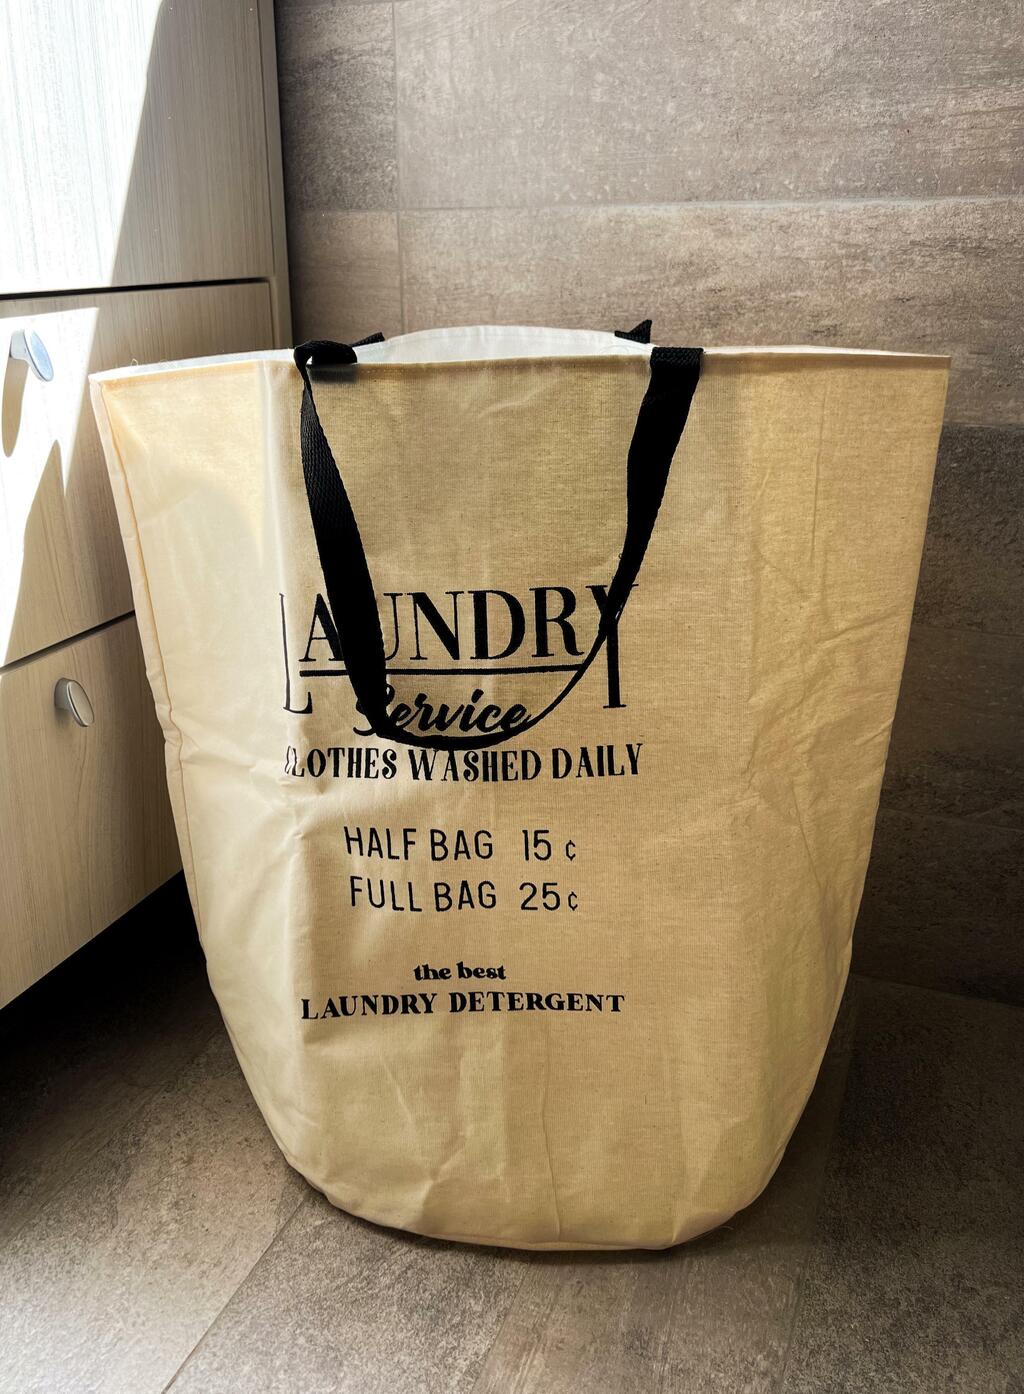 LAUNDRY
Service
CLOTHES WASHED DAILY
HALF BAG 15 ¢
FULL BAG 25¢
the best
LAUNDRY DETERGENT